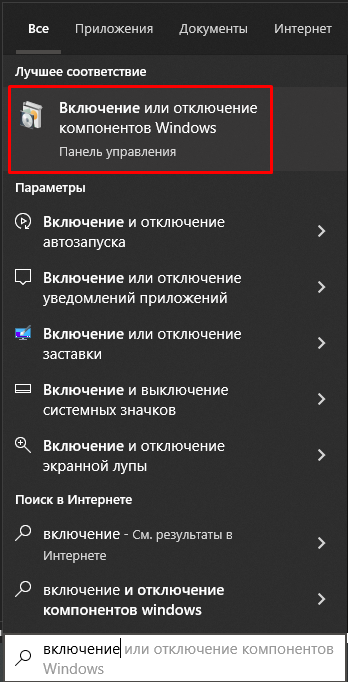 Все Приложения Документы Интернет
Лучшее соответствие
Включение или отключение
компонентов Windows
Панель управления
Параметры
Включение и отключение
автозапуска
Включение или отключение
уведомлений приложений
Включение или отключение
заставки
Включение и выключение
системных значков
Включение и отключение
экранной лупы
Поиск в Интернете
включение - См. результаты в
Интернете
включение и отключение
компонентов windows
включение или отключение компонентов
Windows